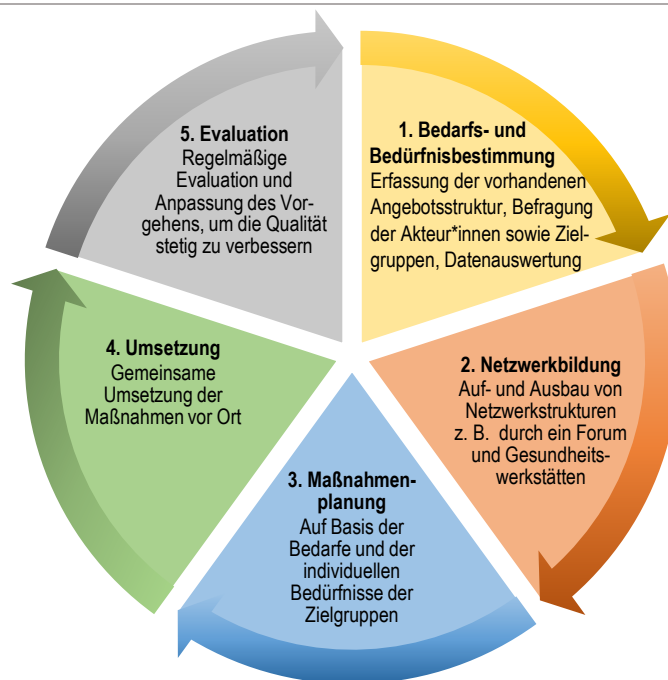 1. Bedarfs- und
Bedürfnisbestimmung
Erfassung der vorhandenen
Angebotsstruktur, Befragung
der Akteur*innen sowie Ziel-
gruppen, Datenauswertung
2. Netzwerkbildung
Auf- und Ausbau von
Netzwerkstrukturen
z. B. durch ein Forum
und Gesundheits-
werkstätten
3. Maßnahmen-
planung
Auf Basis der
Bedarfe und der
individuellen
Bedürfnisse der
Zielgruppen
4. Umsetzung
Gemeinsame
Umsetzung der
Maßnahmen vor Ort
5. Evaluation
Regelmäßige
Evaluation und
Anpassung des Vor-
gehens, um die Qualität
stetig zu verbessern